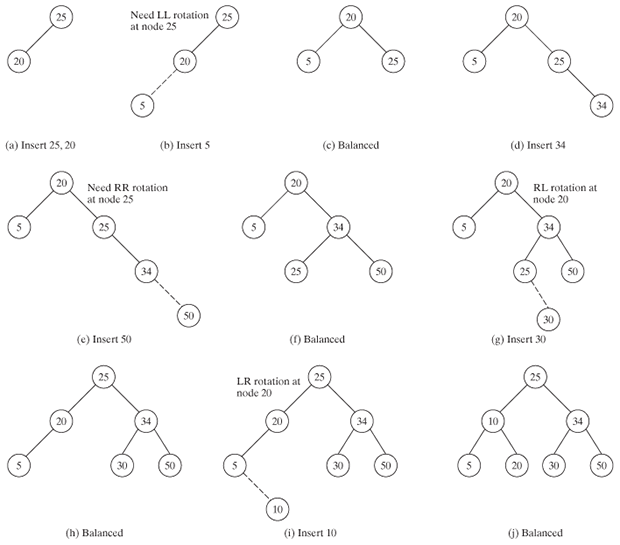 25
20
(a) Insert 25, 20
Need LL rotation
at node 25
25
20
5
(b) Insert 5
20
5
25
(c) Balanced
20
5
25
34
(d) Insert 34
20
Need RR rotation
at node 25
5
25
34
50
(e) Insert 50
20
5
34
25
50
(f) Balanced
20
RL rotation at
node 20
5
34
25
50
30
(g) Insert 30
25
20
34
5
30
50
(h) Balanced
LR rotation at
node 20
25
20
34
5
30
50
10
(i) Insert 10
25
10
34
5
20
30
50
(j) Balanced